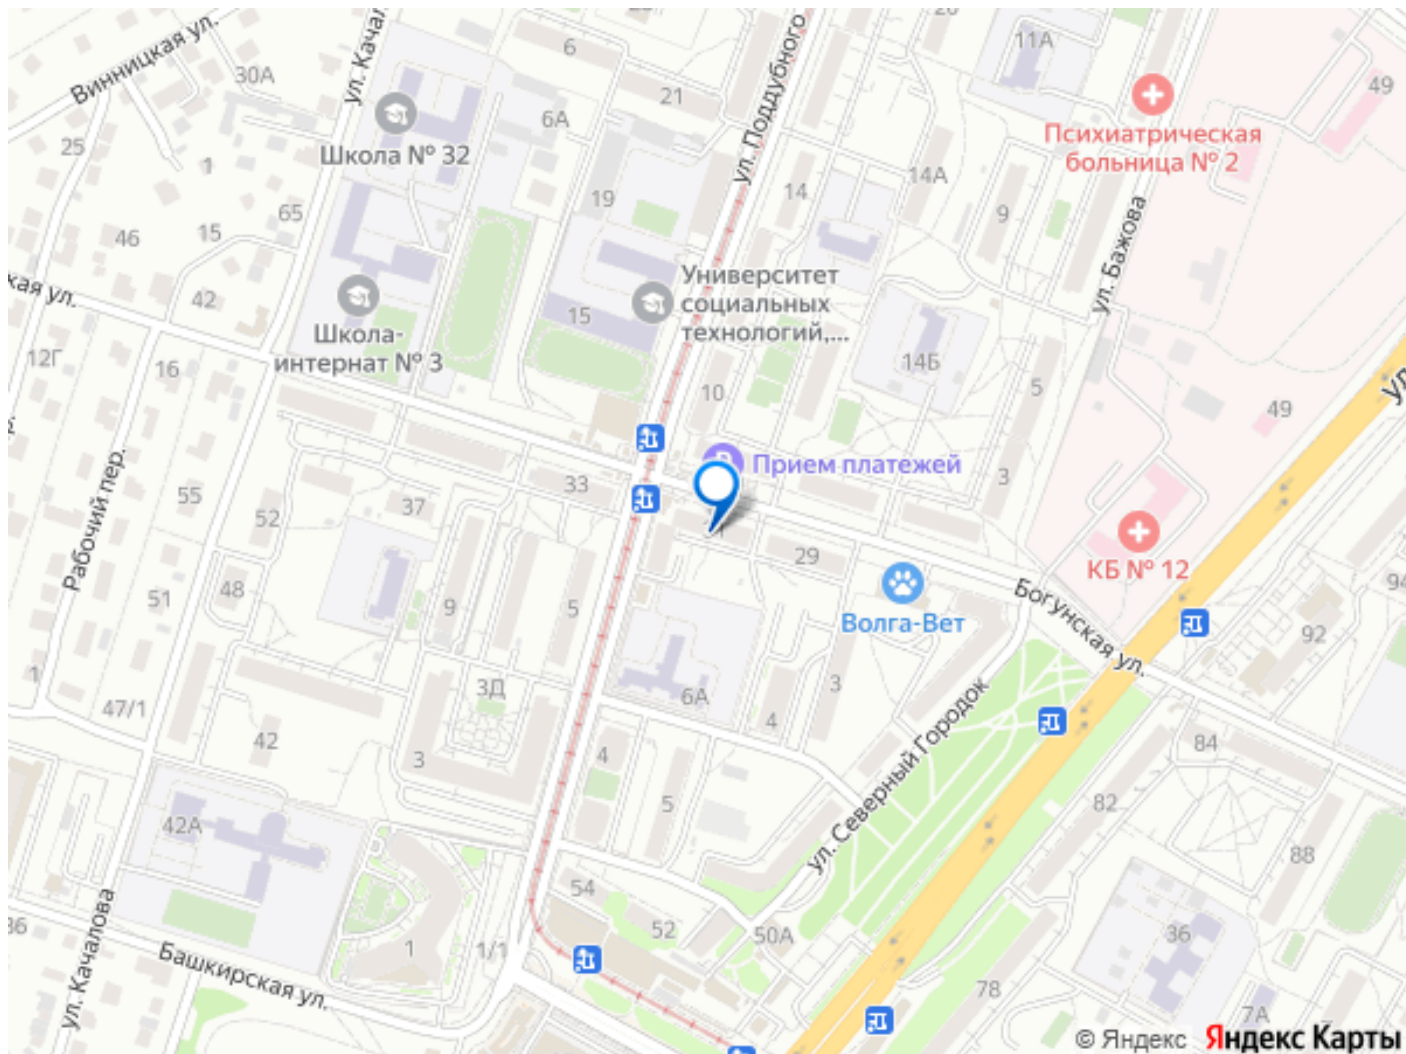 Винницкая ул.
ул. Качал
30А
6
21
ул. Поддубного
11А
49
Психиатрическая
больница № 2
25
1
Школа № 32
6А
19
14
14А
9
ул. Бажова
65
46
15
42
кая ул.
Школа-
интернат № 3
15
Университет
социальных
технологий,...
14Б
5
12Г
16
10
49
ул
Рабочий пер.
55
52
37
33
Прием платежей
3
29
КБ № 12
94
48
51
9
5
Волга-Вет
Богунская ул.
92
1
47/1
3Д
6А
4
3
42
3
4
5
ул. Северный Городок
84
82
42А
88
ул. Качалова
36
Башкирская ул.
1
1/1
54
52
50А
36
78
7А
© Яндекс Яндекс Карты